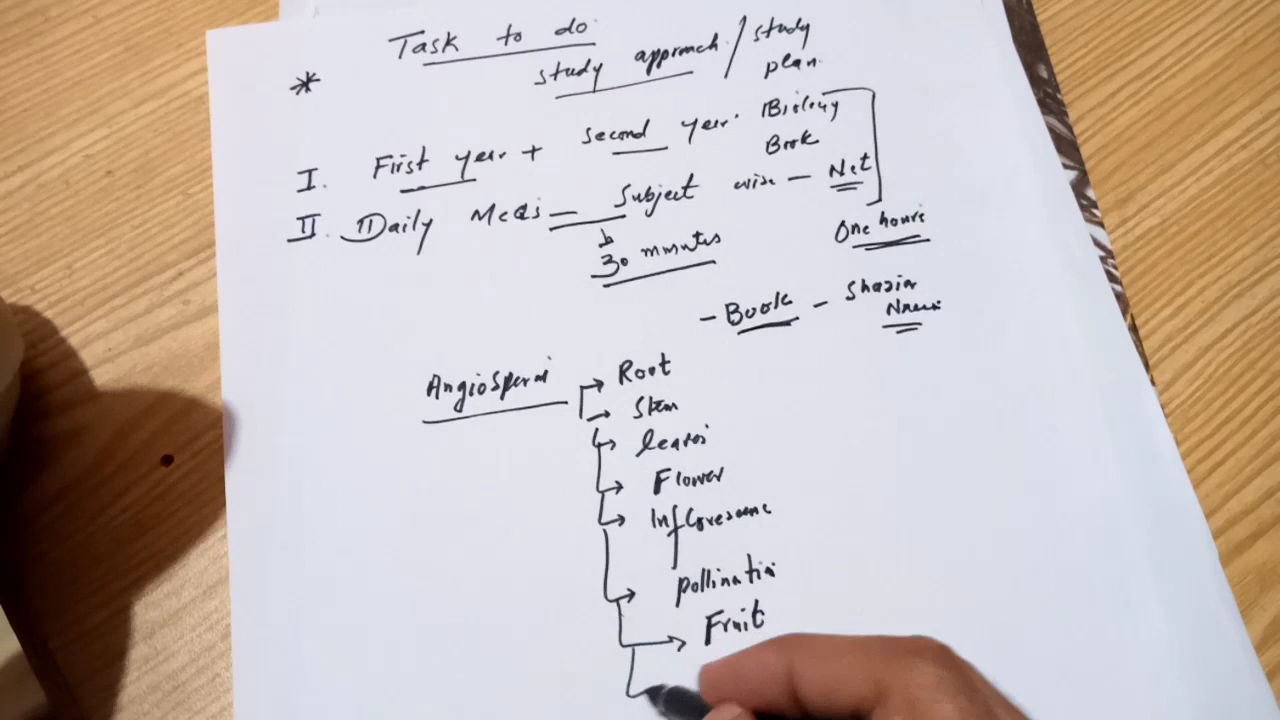 Task to do
* study approach / study plan.
I. First year + second year. Biology Book
II Daily McQs — Subject wise — Net
30 minutes
One hours
- Book - Shazia
Angiosperm
Root
Stem
leaves
Flower
Inflorescence
pollination
Fruit